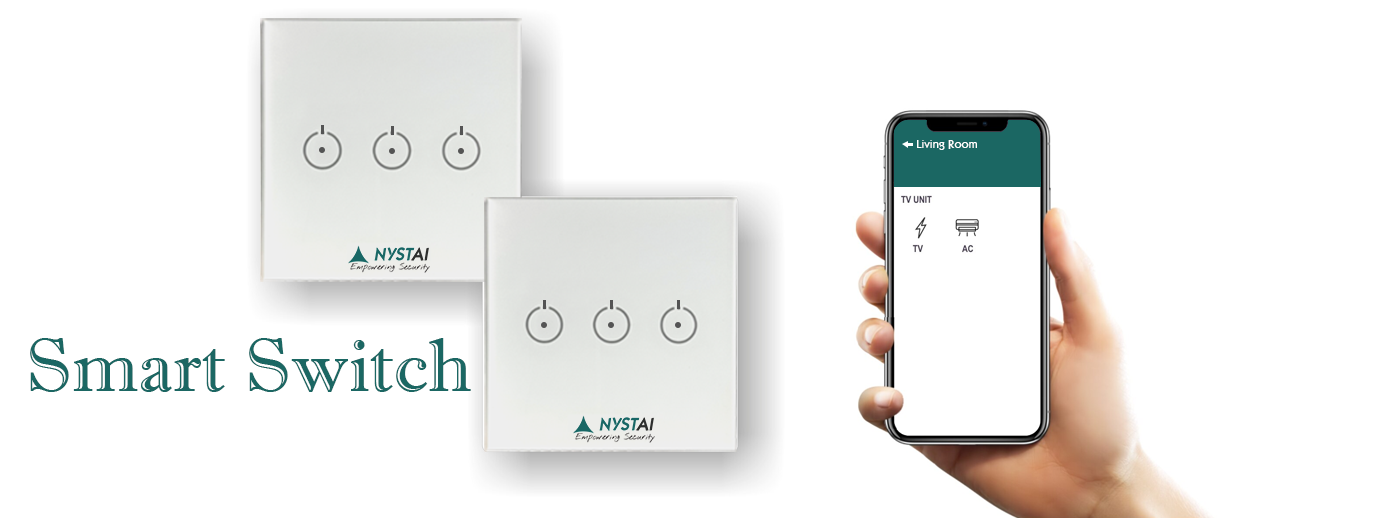 NYSTAI
Empowering Security
Smart Switch
NYSTAI
Empowering Security
Living Room
TV UNIT
TV
AC